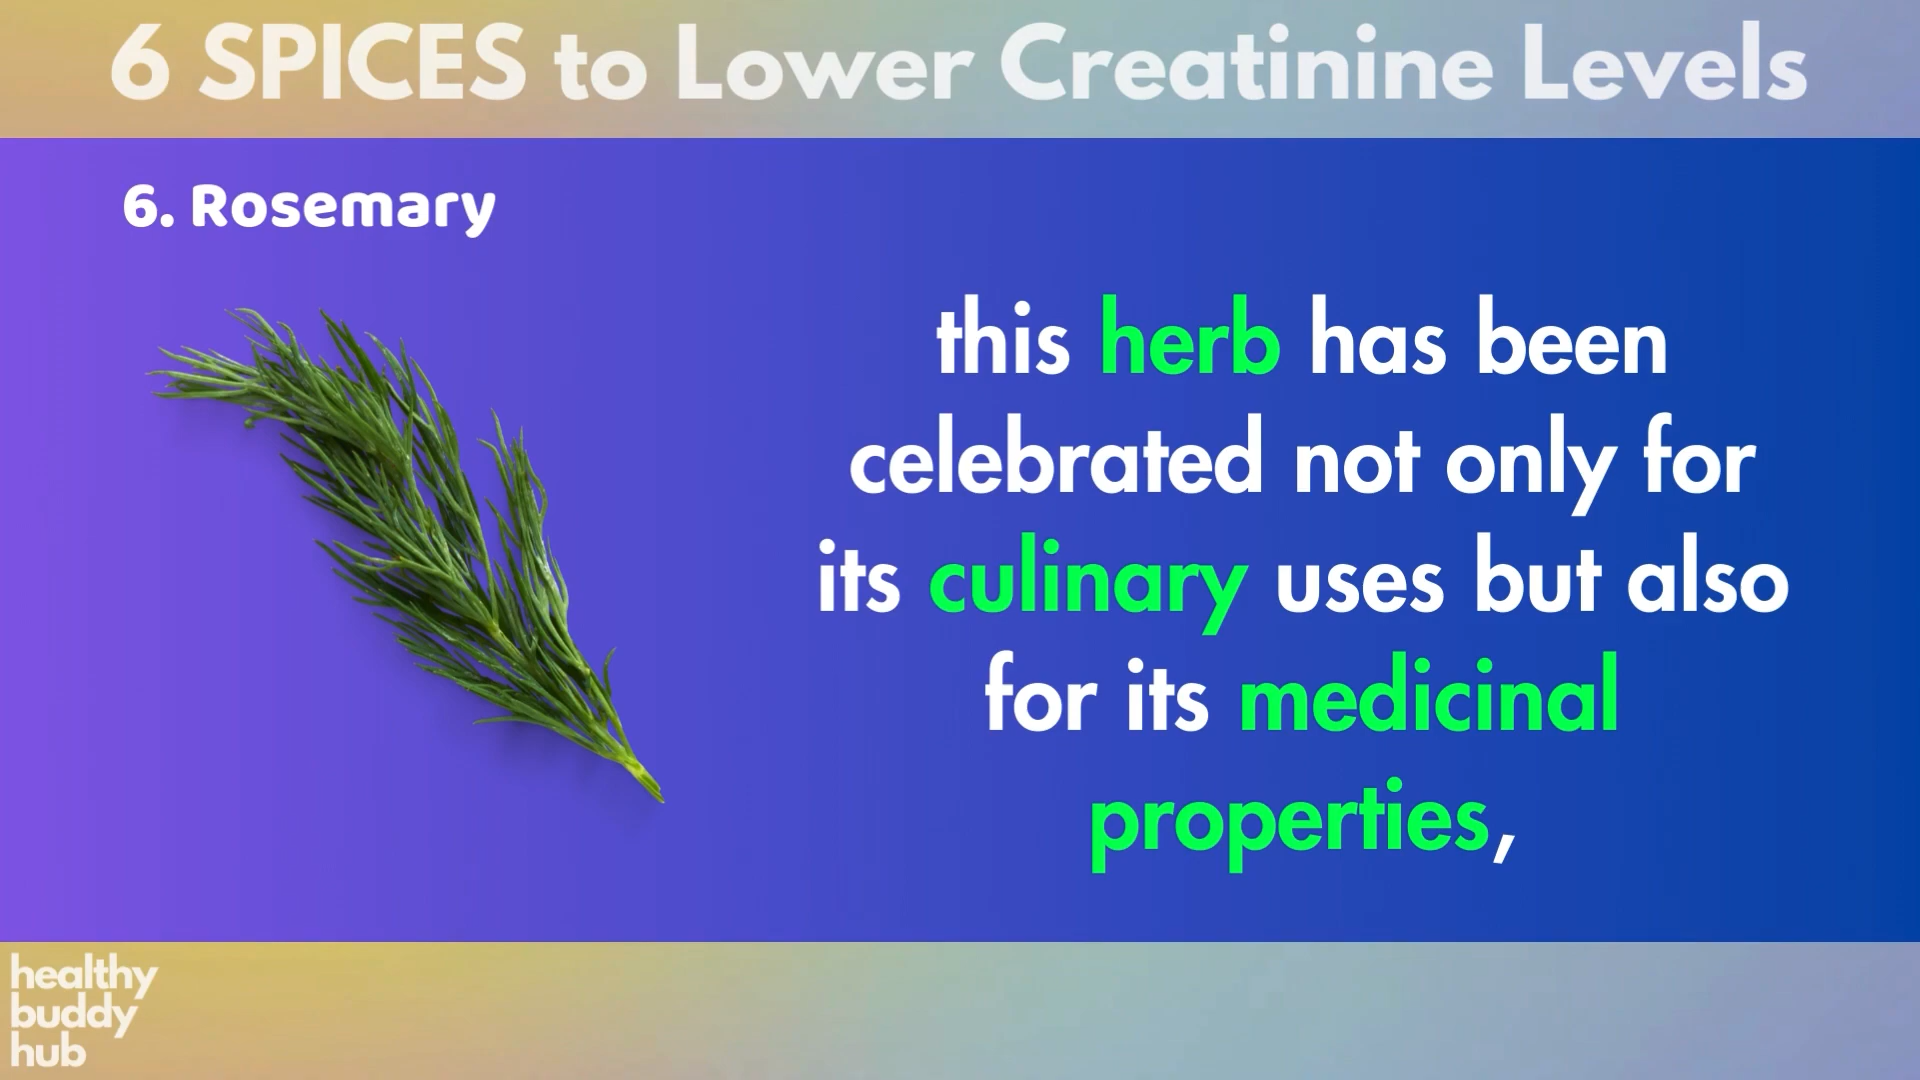 6 SPICES to Lower Creatinine Levels
6. Rosemary
this herb has been
celebrated not only for
its culinary uses but also
for its medicinal
properties,
healthy
buddy
hub